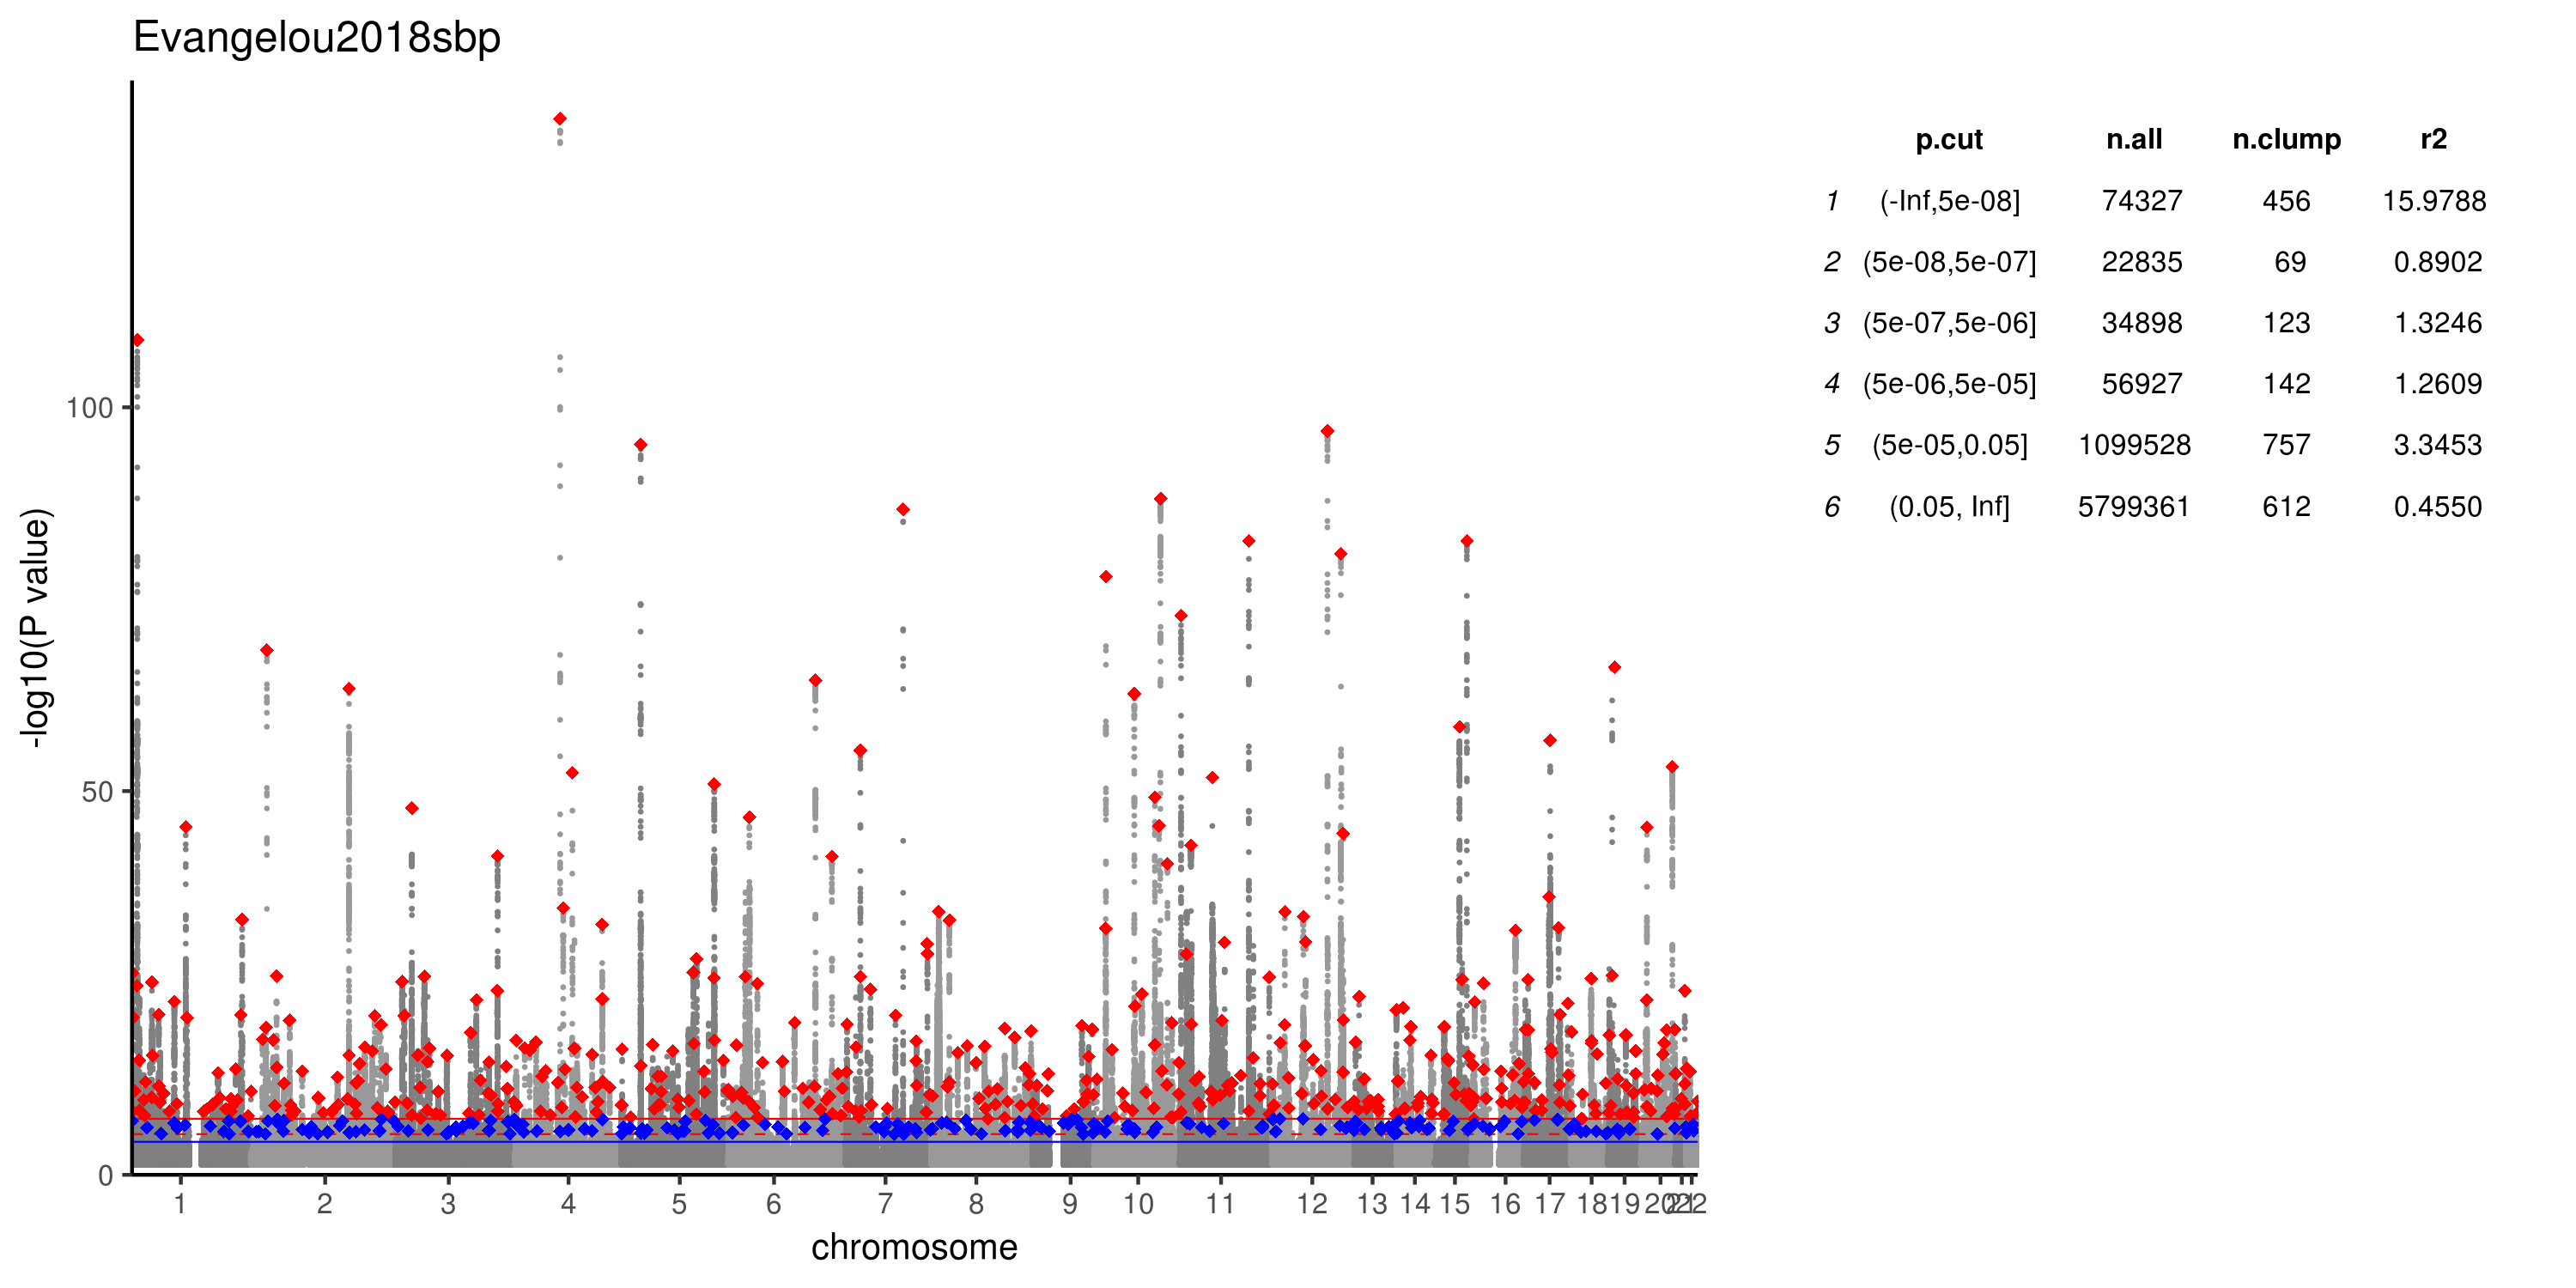 Evangelou2018sbp
-log10(P value)
100
50
0
1 2 3 4 5 6 7 8 9 10 11 12 13 14 15 16 17 18 19 20 21 22
chromosome
p.cut n.all n.clump r2
1 (-Inf,5e-08] 74327 456 15.9788
2 (5e-08,5e-07] 22835 69 0.8902
3 (5e-07,5e-06] 34898 123 1.3246
4 (5e-06,5e-05] 56927 142 1.2609
5 (5e-05,0.05] 1099528 757 3.3453
6 (0.05, Inf] 5799361 612 0.4550